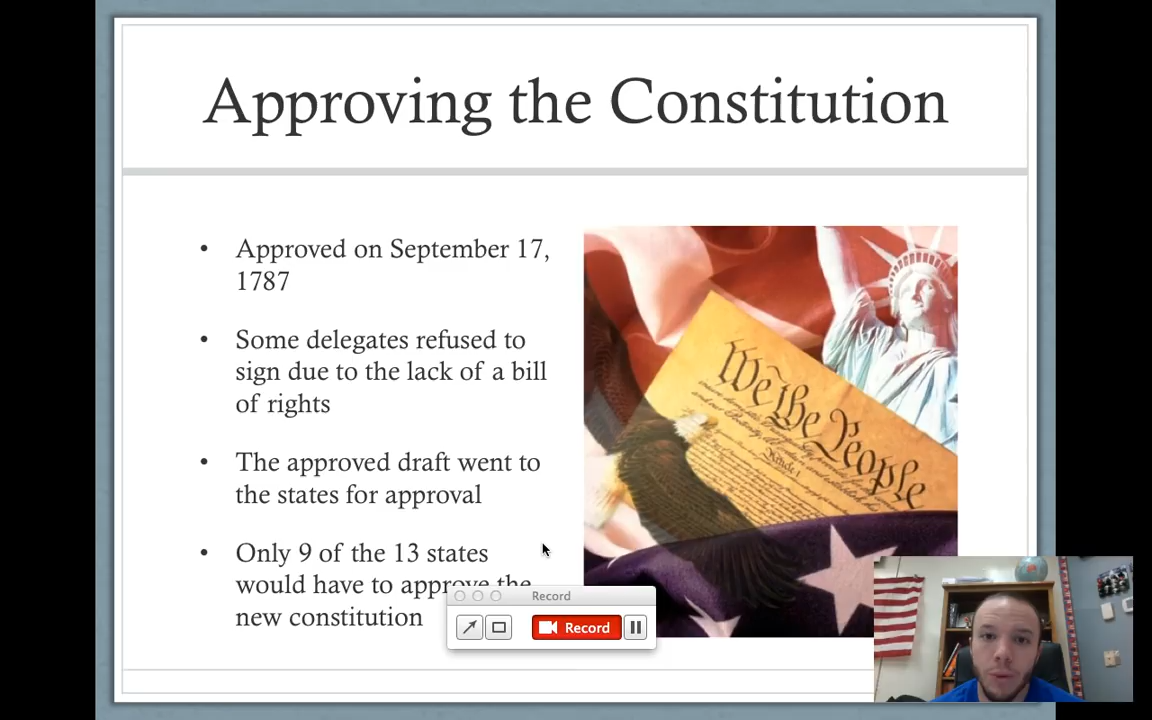 Approving the Constitution
• Approved on September 17,
1787
• Some delegates refused to
sign due to the lack of a bill
of rights
• The approved draft went to
the states for approval
• Only 9 of the 13 states
would have to approve the
new constitution
We the People
Article I
Record
Record